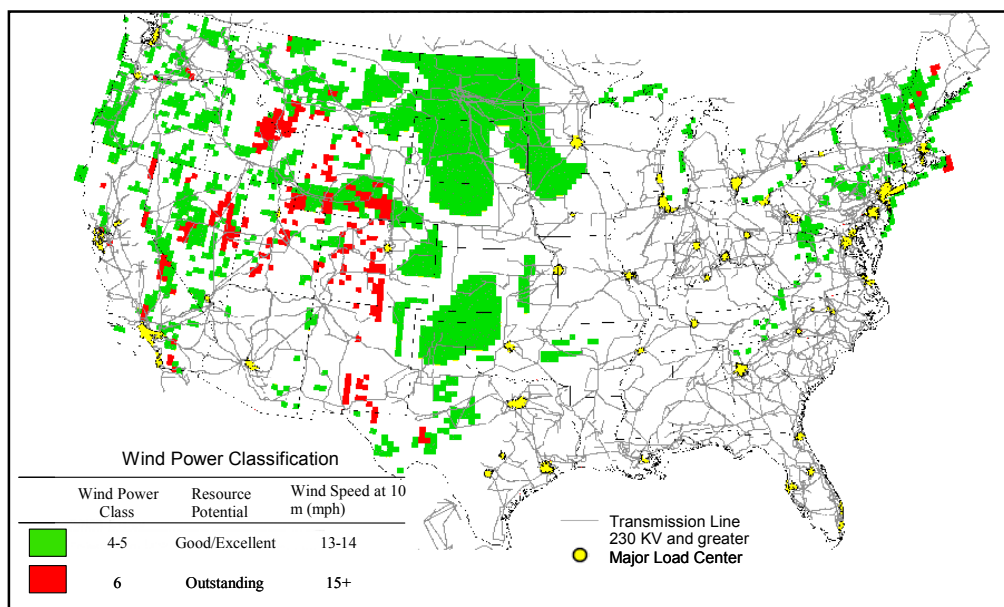 Wind Power Classification
Wind Power Class Resource Potential Wind Speed at 10 m (mph)
4-5 Good/Excellent 13-14
6 Outstanding 15+
Transmission Line
230 KV and greater
Major Load Center